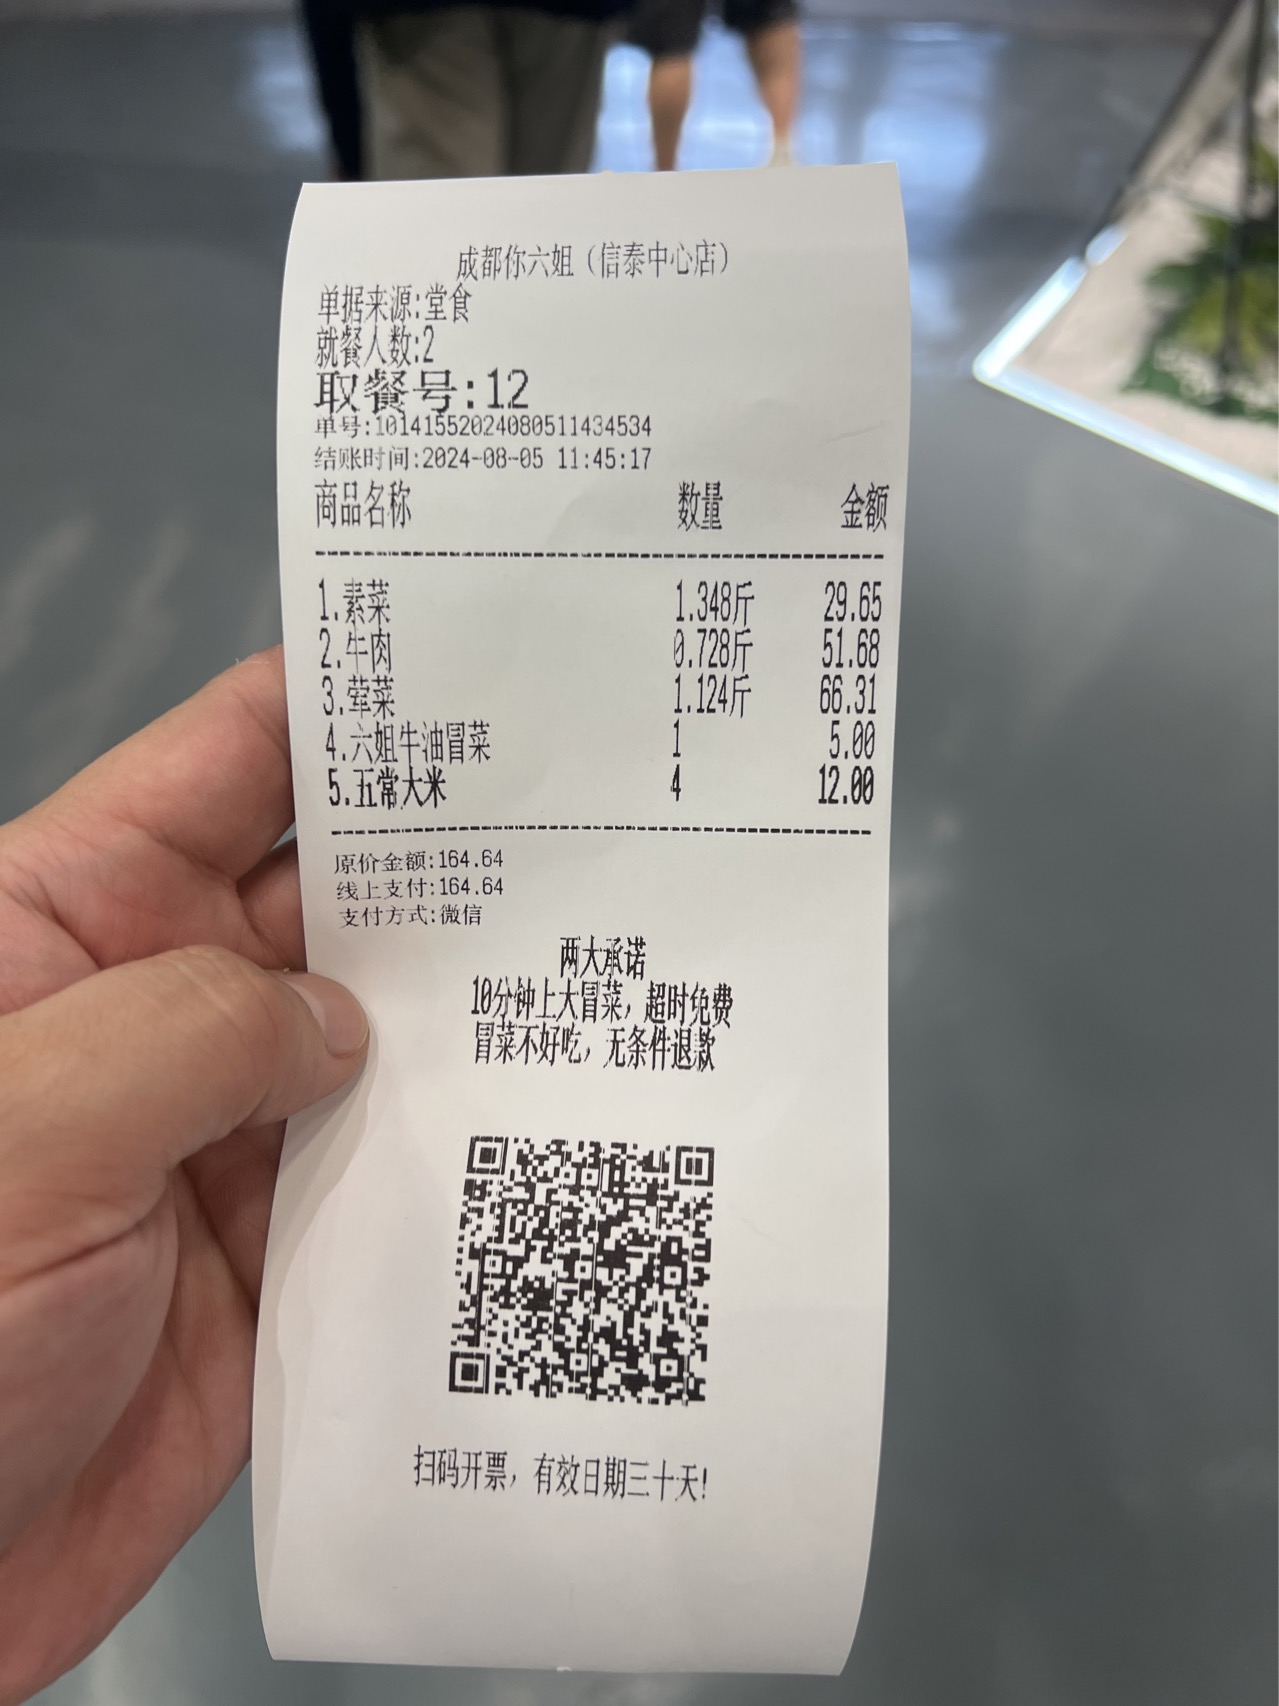 成都你六姐（信泰中心店）
单据来源:堂食
就餐人数:2
取餐号:12
单号:101415520240805114​34534
结账时间:2024-08-05 11:45:17
商品名称 数量 金额
1.素菜 1.348斤 29.65
2.牛肉 0.728斤 51.68
3.荤菜 1.124斤 66.31
4.六姐牛油冒菜 1 5.00
5.五常大米 4 12.00
原价金额:164.64
线上支付:164.64
支付方式:微信
两大承诺
10分钟上大冒菜，超时免费
冒菜不好吃，无条件退款
扫码开票，有效日期三十天!